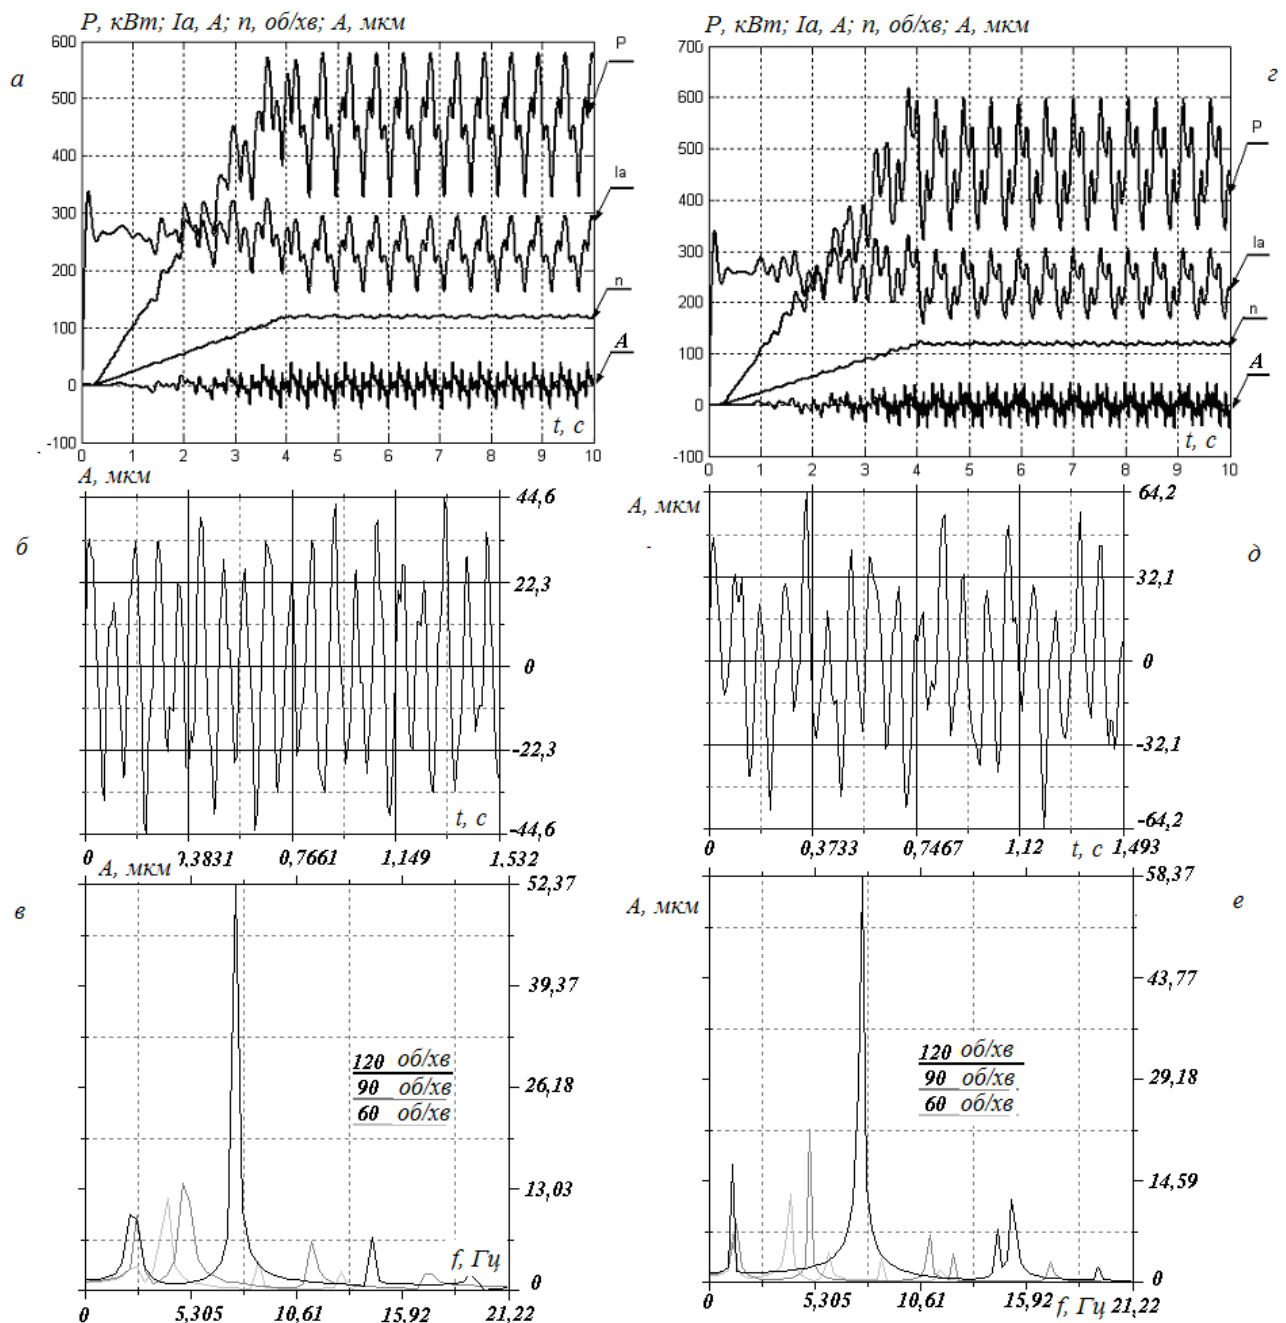 P, кВт; Ia, A; n, об/хв; A, мкм
600
500
400
300
200
100
0
-100
0 1 2 3 4 5 6 7 8 9 10
t, c
P
Ia
n
A
а
P, кВт; Ia, A; n, об/хв; A, мкм
700
600
500
400
300
200
100
0
-100
0 1 2 3 4 5 6 7 8 9 10
t, c
P
Ia
n
A
г
A, мкм
б
44,6
22,3
0
-22,3
-44,6
t, c
0 ,3831 0,7661 1,149 1,532
A, мкм
д
64,2
32,1
0
-32,1
-64,2
0 0,3733 0,7467 1,12 t, c 1,493
A, мкм
в
52,37
39,37
26,18
13,03
0
120 об/хв
90 об/хв
60 об/хв
f, Гц
0 5,305 10,61 15,92 21,22
A, мкм
е
58,37
43,77
29,18
14,59
0
120 об/хв
90 об/хв
60 об/хв
0 5,305 10,61 15,92 f, Гц 21,22